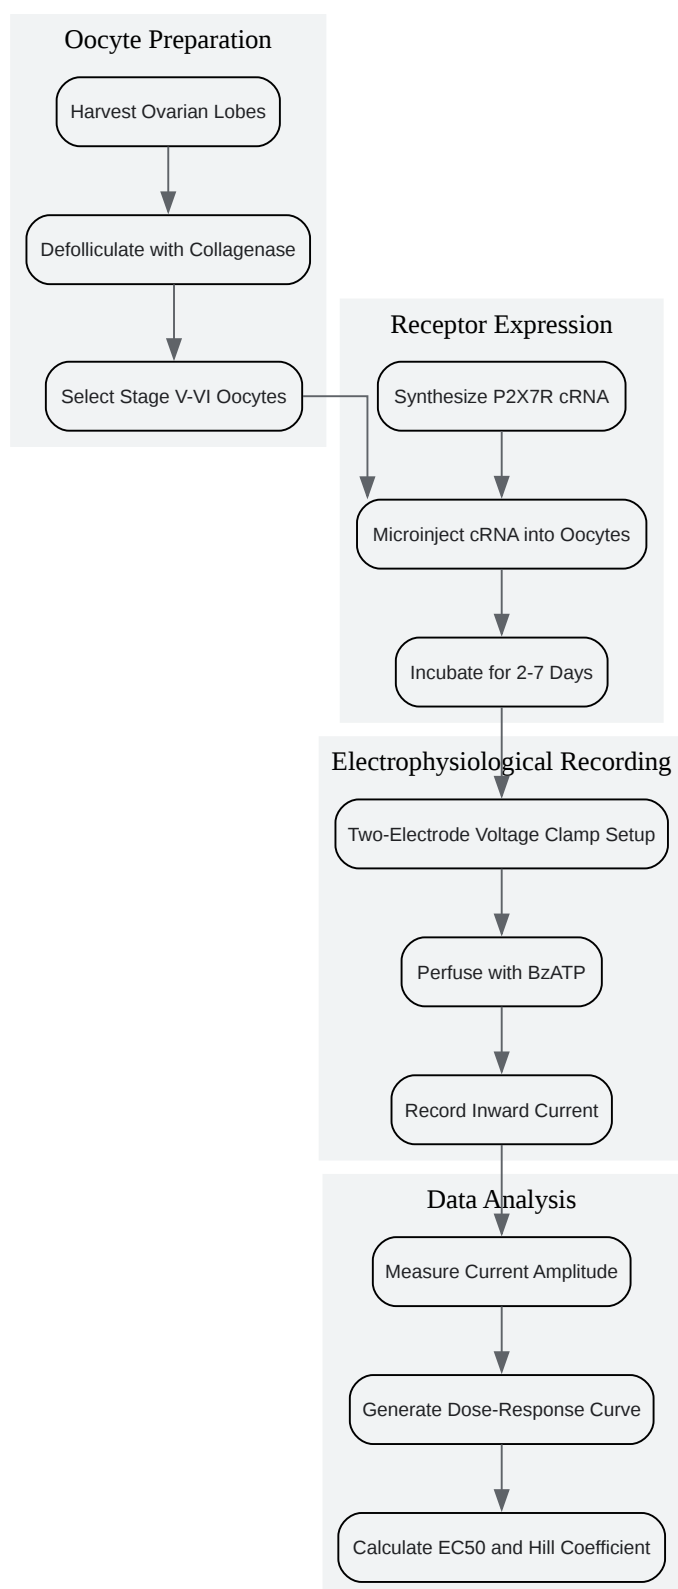 Oocyte Preparation
Harvest Ovarian Lobes
Defolliculate with Collagenase
Select Stage V-VI Oocytes
Receptor Expression
Synthesize P2X7R cRNA
Microinject cRNA into Oocytes
Incubate for 2-7 Days
Electrophysiological Recording
Two-Electrode Voltage Clamp Setup
Perfuse with BzATP
Record Inward Current
Data Analysis
Measure Current Amplitude
Generate Dose-Response Curve
Calculate EC50 and Hill Coefficient